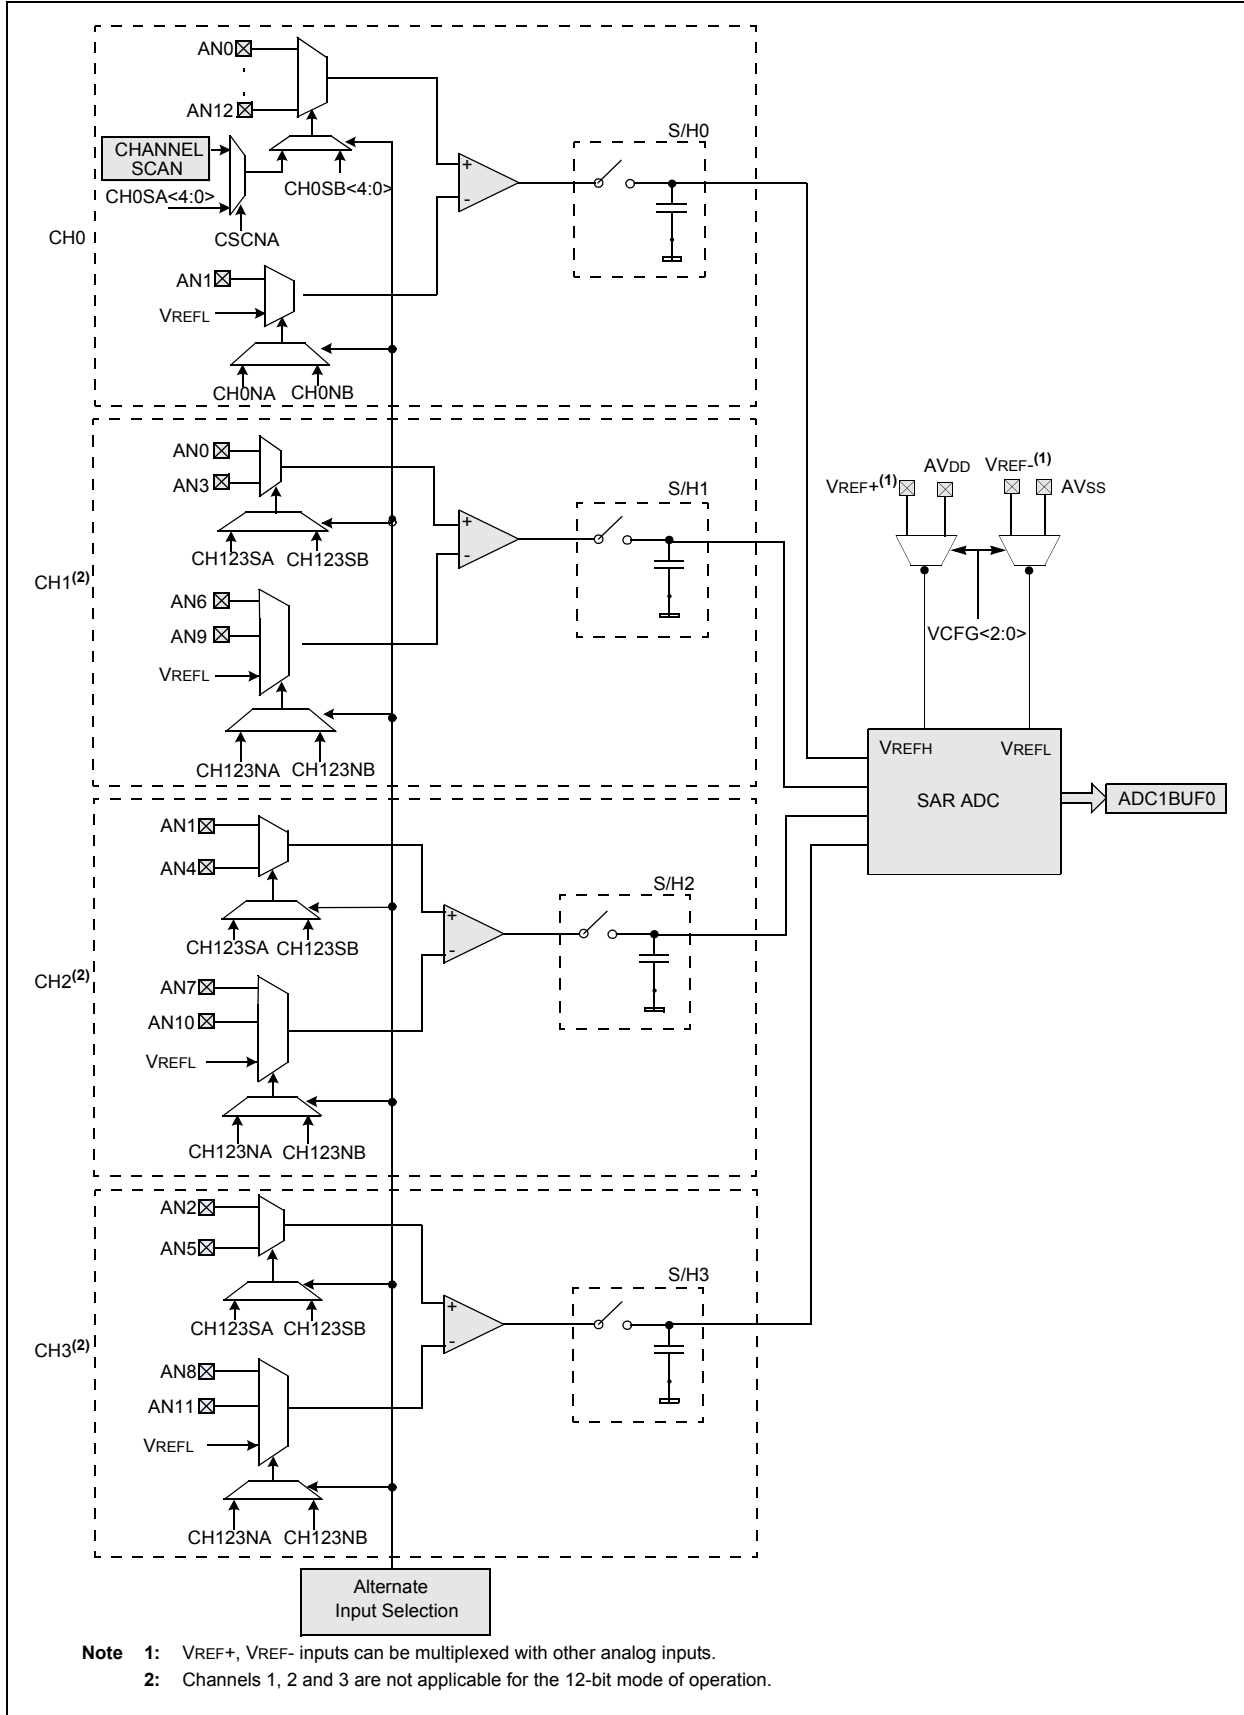 AN0
AN12
CHANNEL
SCAN
CH0SA<4:0>
CH0SB<4:0>
CSCNA
CH0
AN1
VREFL
CH0NA CH0NB
+
-
S/H0
AN0
AN3
CH123SA CH123SB
CH1(2)
AN6
AN9
VREFL
CH123NA CH123NB
+
-
S/H1
VREF+(1)
AVDD
VREF-(1)
AVSS
VCFG<2:0>
VREFH VREFL
SAR ADC
ADC1BUF0
AN1
AN4
CH123SA CH123SB
CH2(2)
AN7
AN10
VREFL
CH123NA CH123NB
+
-
S/H2
AN2
AN5
CH123SA CH123SB
CH3(2)
AN8
AN11
VREFL
CH123NA CH123NB
+
-
S/H3
Alternate
Input Selection
Note 1: VREF+, VREF- inputs can be multiplexed with other analog inputs.
2: Channels 1, 2 and 3 are not applicable for the 12-bit mode of operation.